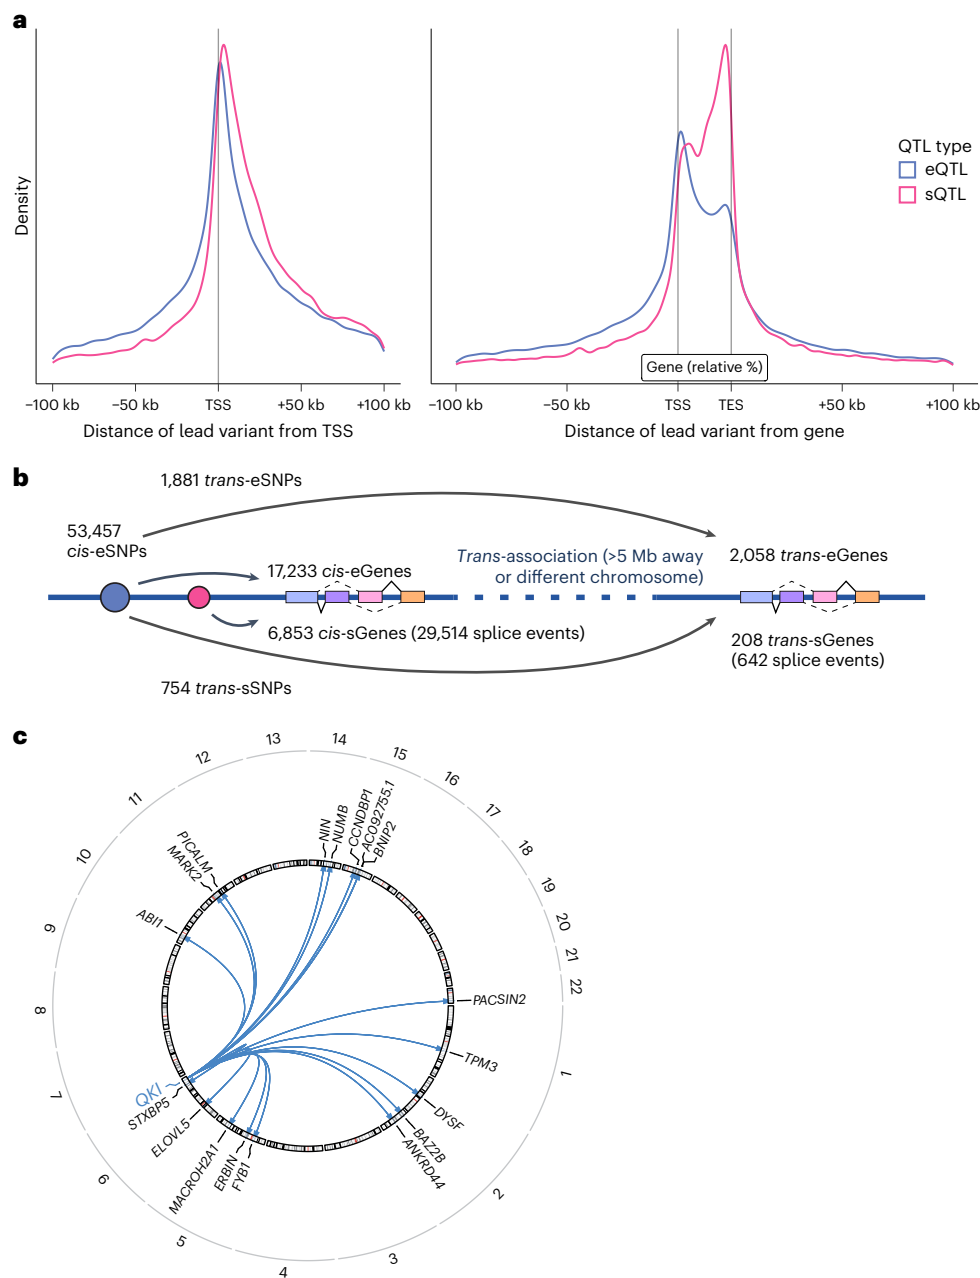 a
Density
−100 kb
−50 kb
TSS
+50 kb
+100 kb
Distance of lead variant from TSS
Gene (relative %)
−100 kb
−50 kb
TSS
TES
+50 kb
+100 kb
Distance of lead variant from gene
QTL type
eQTL
sQTL
b
1,881 trans-eSNPs
53,457
cis-eSNPs
17,233 cis-eGenes
Trans-association (>5 Mb away
or different chromosome)
2,058 trans-eGenes
6,853 cis-sGenes (29,514 splice events)
208 trans-sGenes
(642 splice events)
754 trans-sSNPs
c
13
14
15
16
17
18
19
20
21
22
1
2
3
4
5
6
7
8
9
10
11
12
NIN
NUMB
CCNDBP1
AC092755.1
BNIP2
PACSIN2
TPM3
DYSF
BAZ2B
ANKRD44
FYB1
ERBIN
MACROH2A1
ELOVL5
STXBP5
QKI
ABI1
MARK2
PICALM